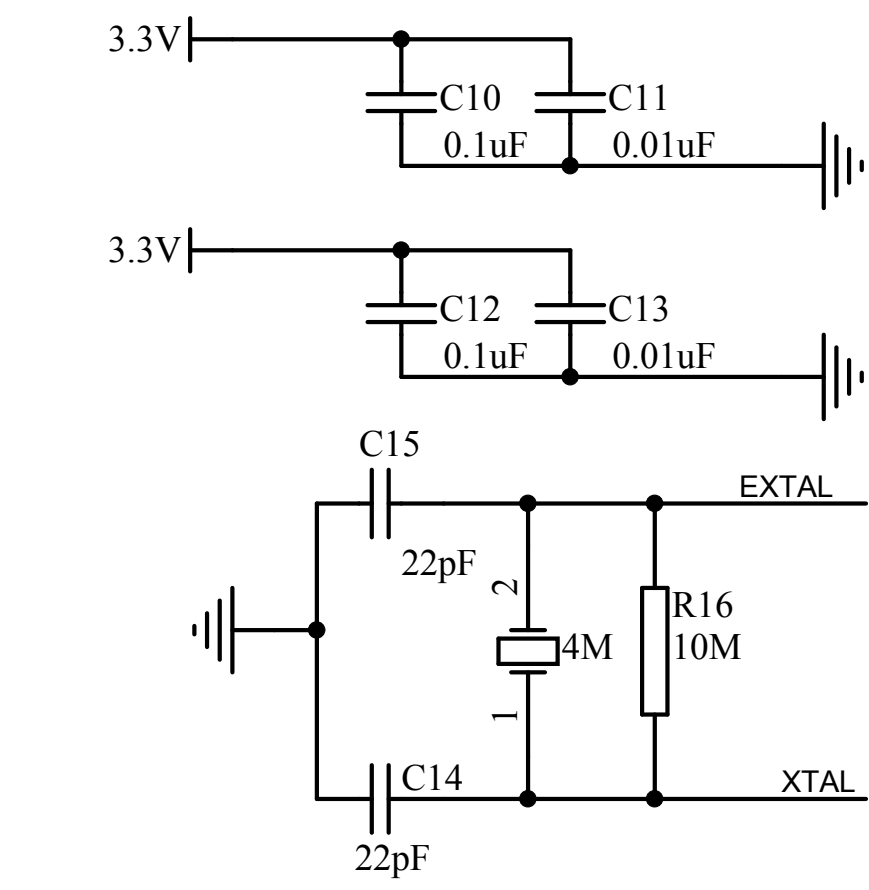 3.3V
C10
C11
0.1uF
0.01uF
3.3V
C12
C13
0.1uF
0.01uF
C15
EXTAL
22pF
2
R16
4M
10M
1
C14
XTAL
22pF